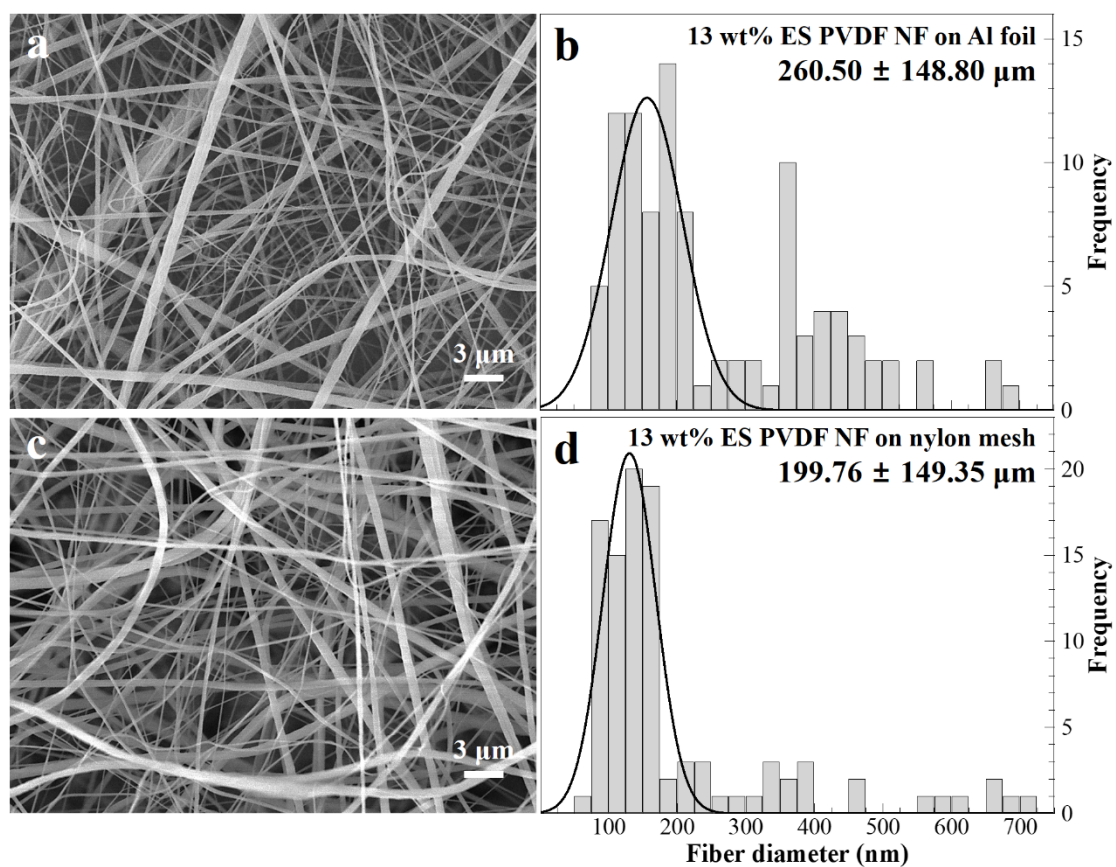 a
3 μm
b
13 wt% ES PVDF NF on Al foil
260.50 ± 148.80 μm
15
10
5
0
Frequency
c
3 μm
d
13 wt% ES PVDF NF on nylon mesh
199.76 ± 149.35 μm
20
15
10
5
0
Frequency
100 200 300 400 500 600 700
Fiber diameter (nm)